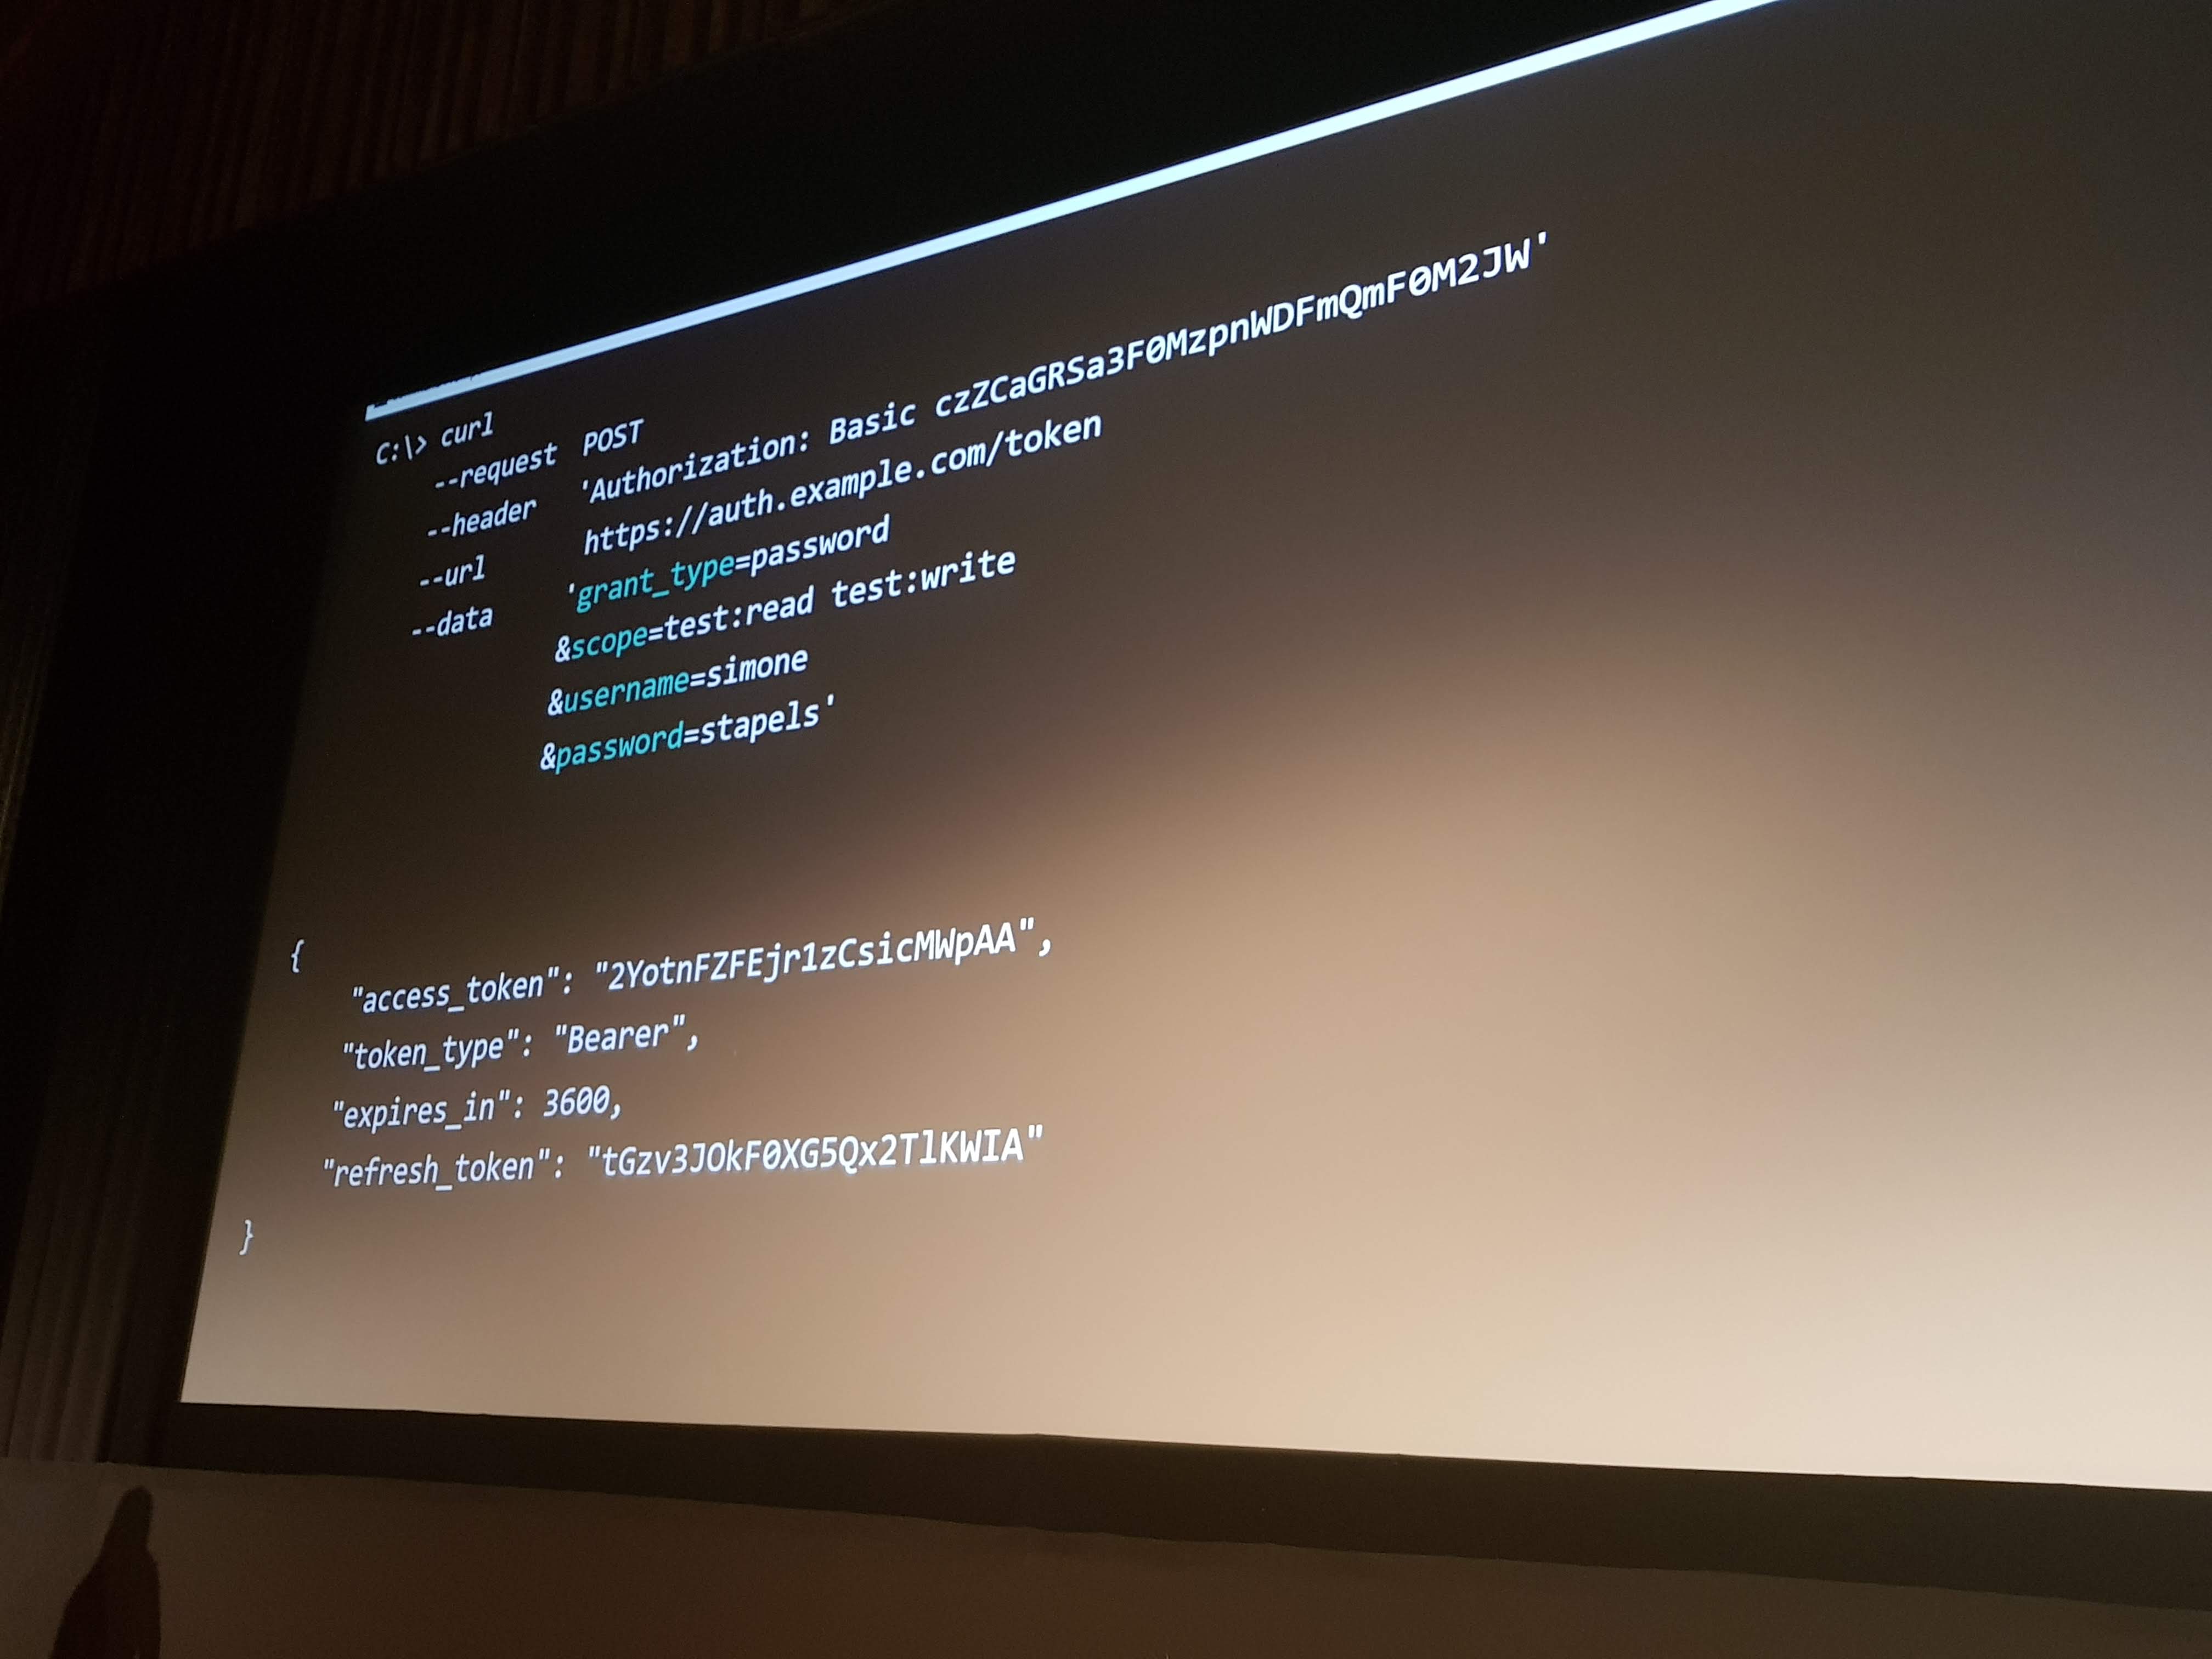 C:\> curl
--request POST
--header 'Authorization: Basic czZCaGRSa3F0MzpnWDFmQmF0M2JW'
--url https://auth.example.com/token
--data 'grant_type=password
&scope=test:read test:write
&username=simone
&password=stapels'
{
"access_token": "2YotnFZFEjr1zCsicMWpAA",
"token_type": "Bearer",
"expires_in": 3600,
"refresh_token": "tGzv3JOkF0XG5Qx2TlKWIA"
}